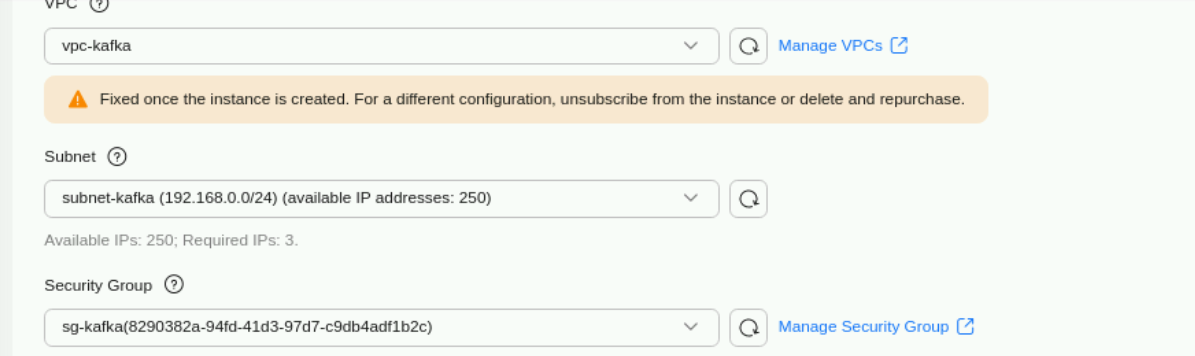 VPC
vpc-kafka
Manage VPCs
Fixed once the instance is created. For a different configuration, unsubscribe from the instance or delete and repurchase.
Subnet
subnet-kafka (192.168.0.0/24) (available IP addresses: 250)
Available IPs: 250; Required IPs: 3.
Security Group
sg-kafka(8290382a-94fd-41d3-97d7-c9db4adf1b2c)
Manage Security Group